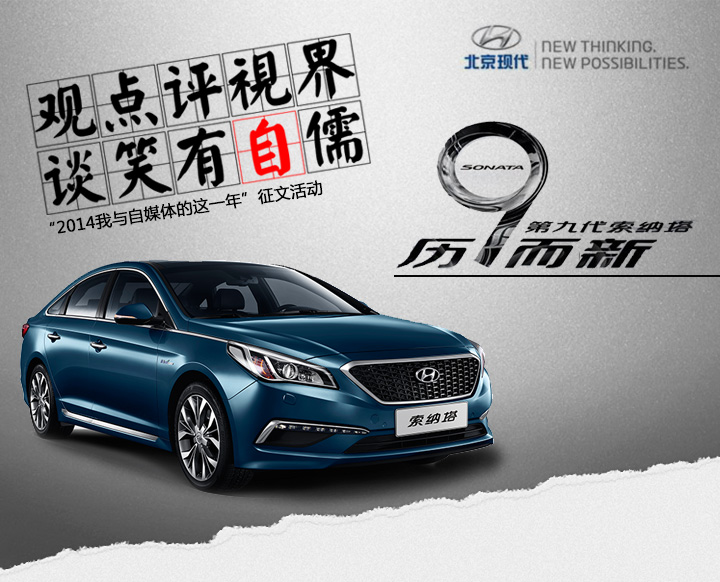 北京现代
NEW THINKING.
NEW POSSIBILITIES.
观点评視界
谈笑有自儒
“2014我与自媒体的这一年”征文活动
SONATA
第九代索纳塔
历9而新
索纳塔